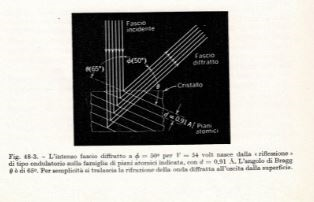 Fascio
incidente
ϕ(50°)
Fascio
diffratto
θ(65°)
θ
Cristallo
d = 0,91 Å
Piani
atomici
Fig. 48-3. - L'intenso fascio diffratto a ϕ = 50° per V = 54 volt nasce dalla « riflessione »
di tipo ondulatorio sulla famiglia di piani atomici indicata, con d = 0,91 Å. L'angolo di Bragg
θ è di 65°. Per semplicità si tralascia la rifrazione della onda diffratta all'uscita dalla superficie.